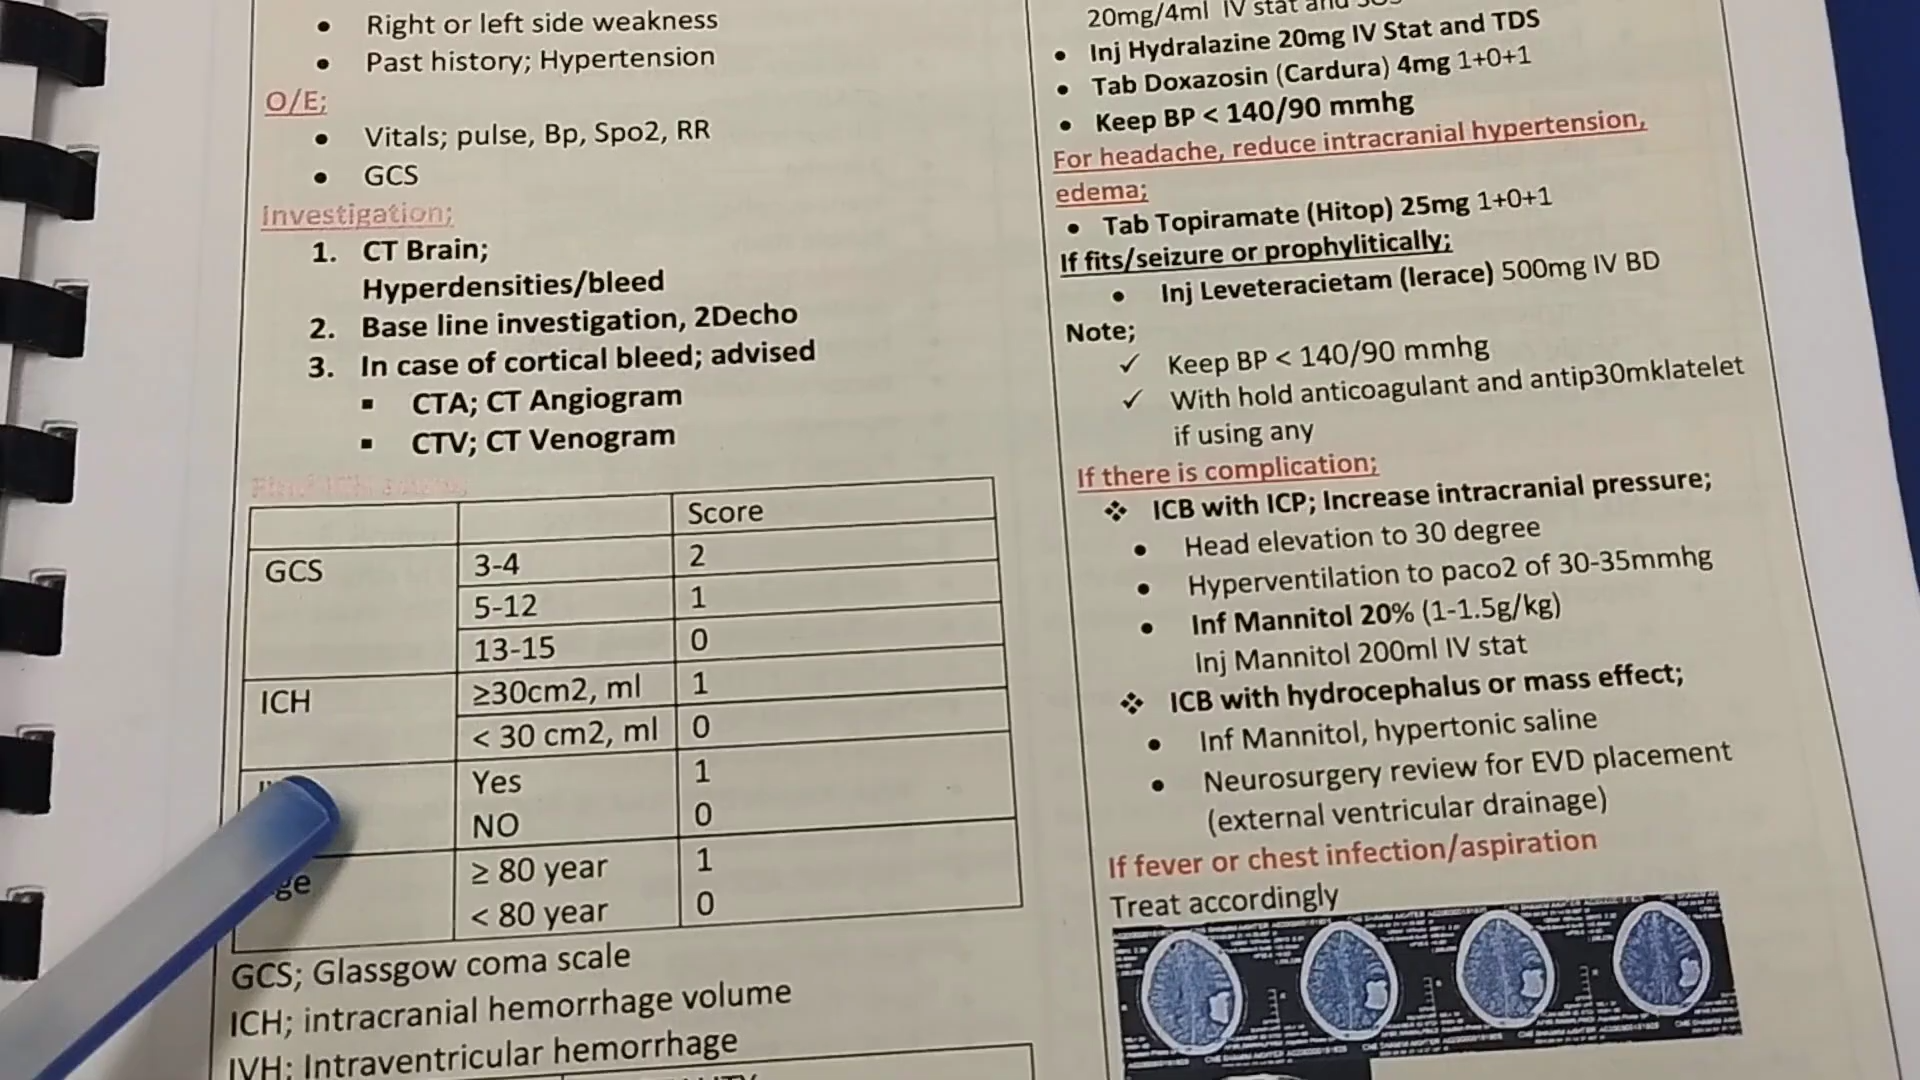 Right or left side weakness
Past history; Hypertension
O/E;
Vitals; pulse, Bp, Spo2, RR
GCS
Investigation;
1. CT Brain;
Hyperdensities/bleed
2. Base line investigation, 2Decho
3. In case of cortical bleed; advised
CTA; CT Angiogram
CTV; CT Venogram
Score
GCS 3-4 2
5-12 1
13-15 0
ICH ≥30cm2, ml 1
< 30 cm2, ml 0
Yes 1
NO 0
≥ 80 year 1
< 80 year 0
GCS; Glassgow coma scale
ICH; intracranial hemorrhage volume
IVH; Intraventricular hemorrhage
20mg/4ml IV stat and
Inj Hydralazine 20mg IV Stat and TDS
Tab Doxazosin (Cardura) 4mg 1+0+1
Keep BP < 140/90 mmhg
For headache, reduce intracranial hypertension,
edema;
Tab Topiramate (Hitop) 25mg 1+0+1
If fits/seizure or prophylitically;
Inj Leveteracietam (lerace) 500mg IV BD
Note;
✓ Keep BP < 140/90 mmhg
✓ With hold anticoagulant and antip30mklatelet
if using any
If there is complication;
ICB with ICP; Increase intracranial pressure;
Head elevation to 30 degree
Hyperventilation to paco2 of 30-35mmhg
Inf Mannitol 20% (1-1.5g/kg)
Inj Mannitol 200ml IV stat
ICB with hydrocephalus or mass effect;
Inf Mannitol, hypertonic saline
Neurosurgery review for EVD placement
(external ventricular drainage)
If fever or chest infection/aspiration
Treat accordingly